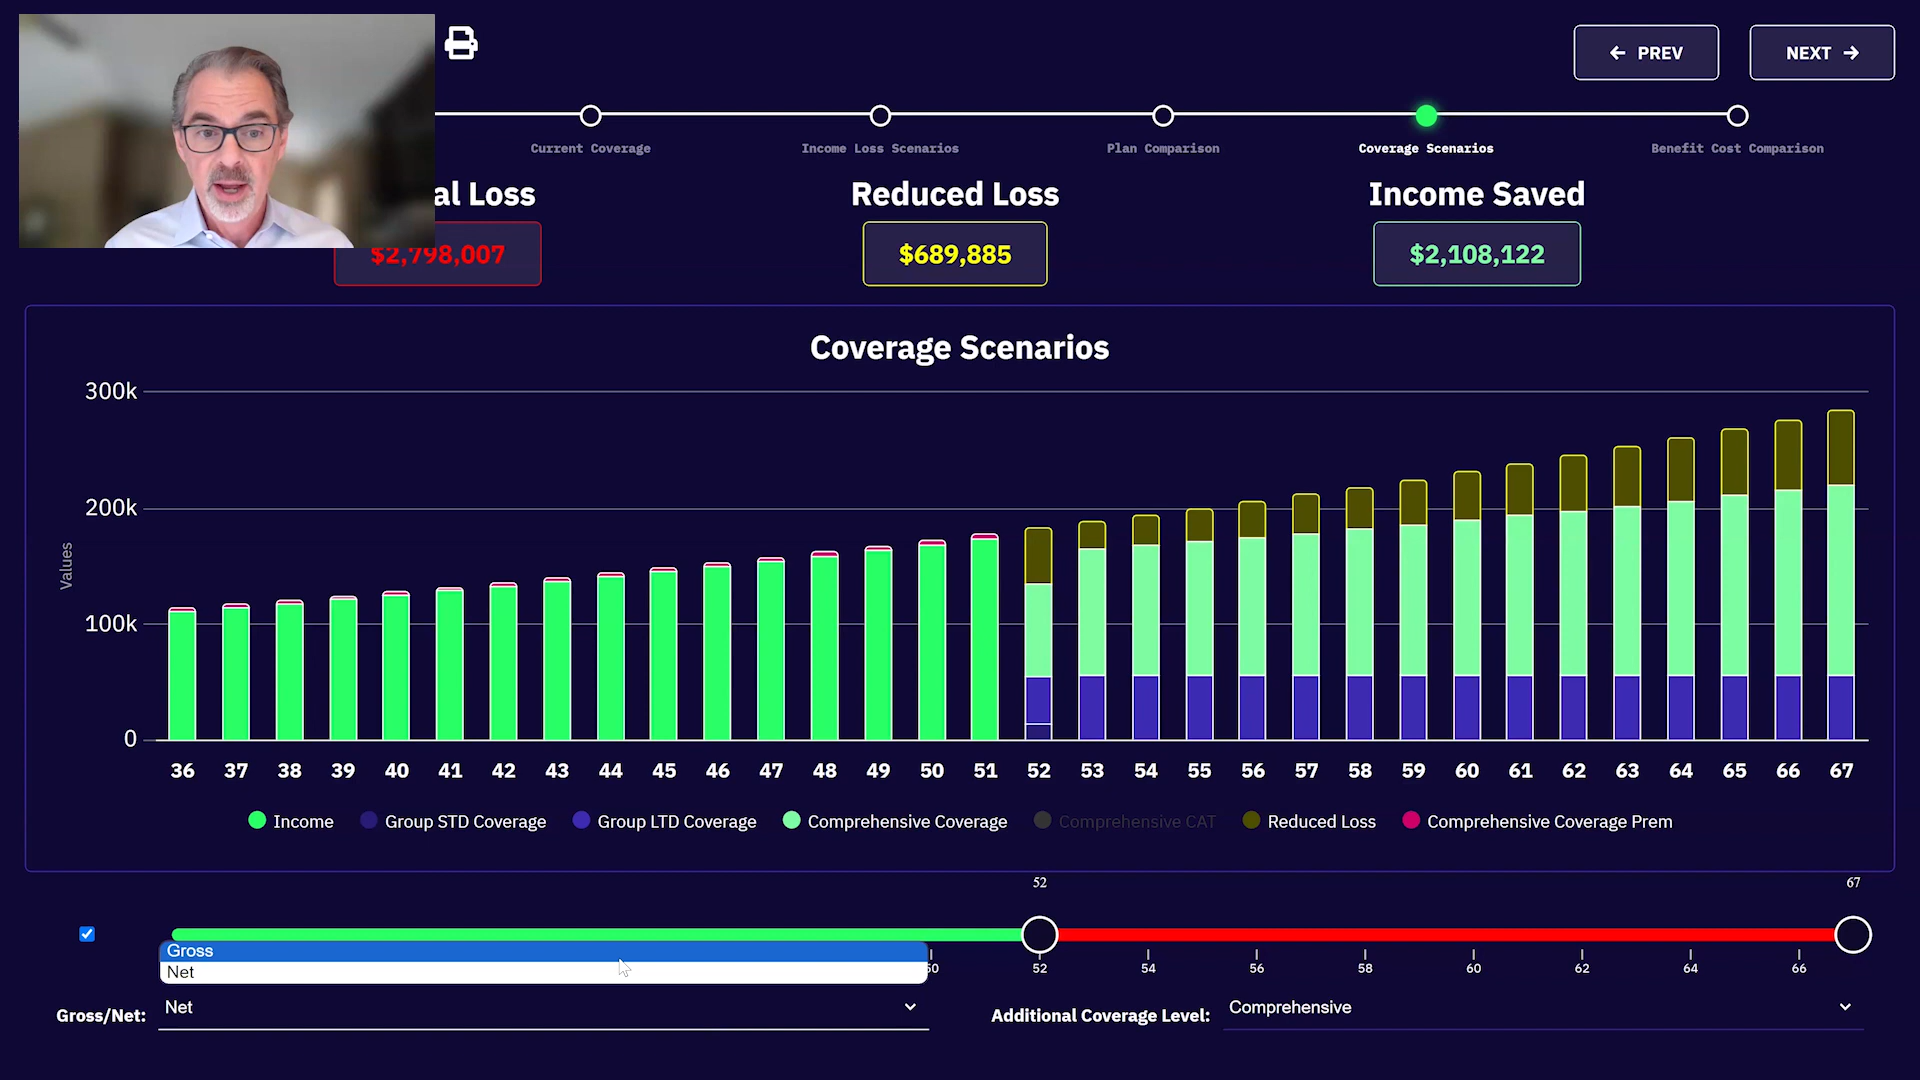 PREV
NEXT
Current Coverage
Income Loss Scenarios
Plan Comparison
Coverage Scenarios
Benefit Cost Comparison
al Loss
Reduced Loss
Income Saved
$2,798,007
$689,885
$2,108,122
Coverage Scenarios
300k
200k
100k
0
Values
36 37 38 39 40 41 42 43 44 45 46 47 48 49 50 51 52 53 54 55 56 57 58 59 60 61 62 63 64 65 66 67
Income Group STD Coverage Group LTD Coverage Comprehensive Coverage Comprehensive CAT Reduced Loss Comprehensive Coverage Prem
52 67
Gross
Net
50 52 54 56 58 60 62 64 66
Gross/Net: Net
Additional Coverage Level: Comprehensive